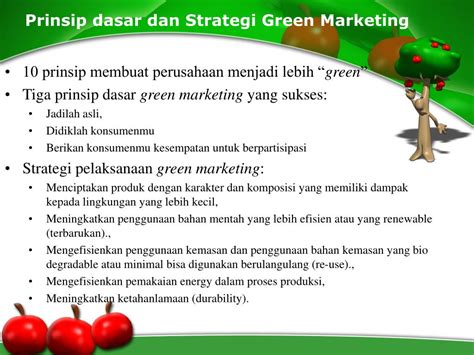 Prinsip dasar dan Strategi Green Marketing
• 10 prinsip membuat perusahaan menjadi lebih “green”
• Tiga prinsip dasar green marketing yang sukses:
• Jadilah asli,
• Didiklah konsumenmu
• Berikan konsumenmu kesempatan untuk berpartisipasi
• Strategi pelaksanaan green marketing:
• Menciptakan produk dengan karakter dan komposisi yang memiliki dampak
kepada lingkungan yang lebih kecil,
• Meningkatkan penggunaan bahan mentah yang lebih efisien atau yang renewable
(terbarukan).,
• Mengefisienkan penggunaan kemasan dan penggunaan bahan kemasan yang bio
degradable atau minimal bisa digunakan berulangulang (re-use).,
• Mengefisienkan pemakaian energy dalam proses produksi,
• Meningkatkan ketahanlamaan (durability).